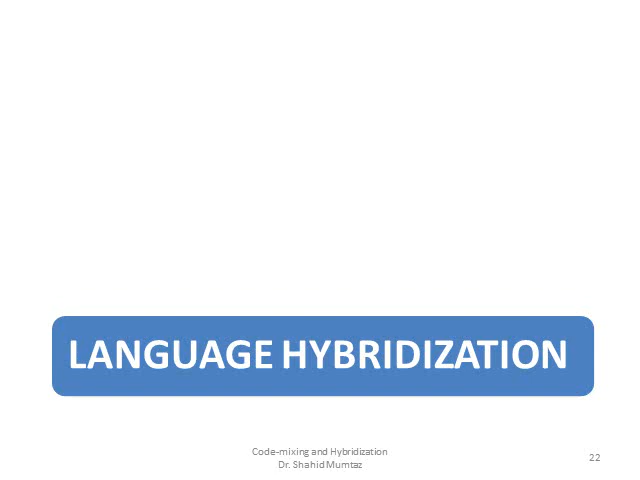 LANGUAGE HYBRIDIZATION
Code-mixing and Hybridization
Dr. Shahid Mumtaz
22